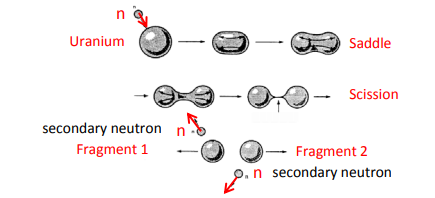 n
Uranium
Saddle
Scission
secondary neutron n
Fragment 1
Fragment 2
n secondary neutron